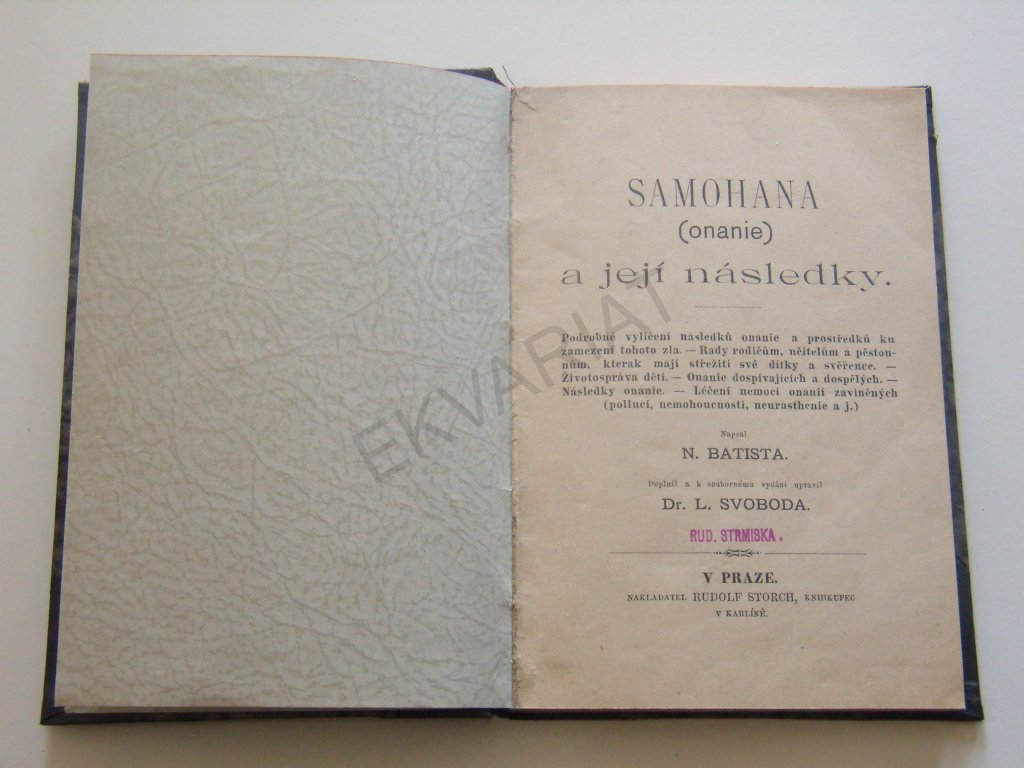 SAMOHANA
(onanie)
a její následky.
Podrobné vylíčení následků onanie a prostředků ku
zamezení tohoto zla. — Rady rodičům, učitelům a pěstou-
nům, kterak mají střežiti své dítky a svěřence. —
Životospráva dětí. — Onanie dospívajících a dospělých. —
Následky onanie. — Léčení nemocí onanií zaviněných
(pollucí, nemohoucnosti, neurasthenie a j.)
Napsal
N. BATISTA.
Doplnil a k soubornému vydání upravil
Dr. L. SVOBODA.
RUD. STRMISKA.
V PRAZE.
NAKLADATEL RUDOLF STORCH, KNIHKUPEC
V KARLÍNĚ.
EKVARIAT